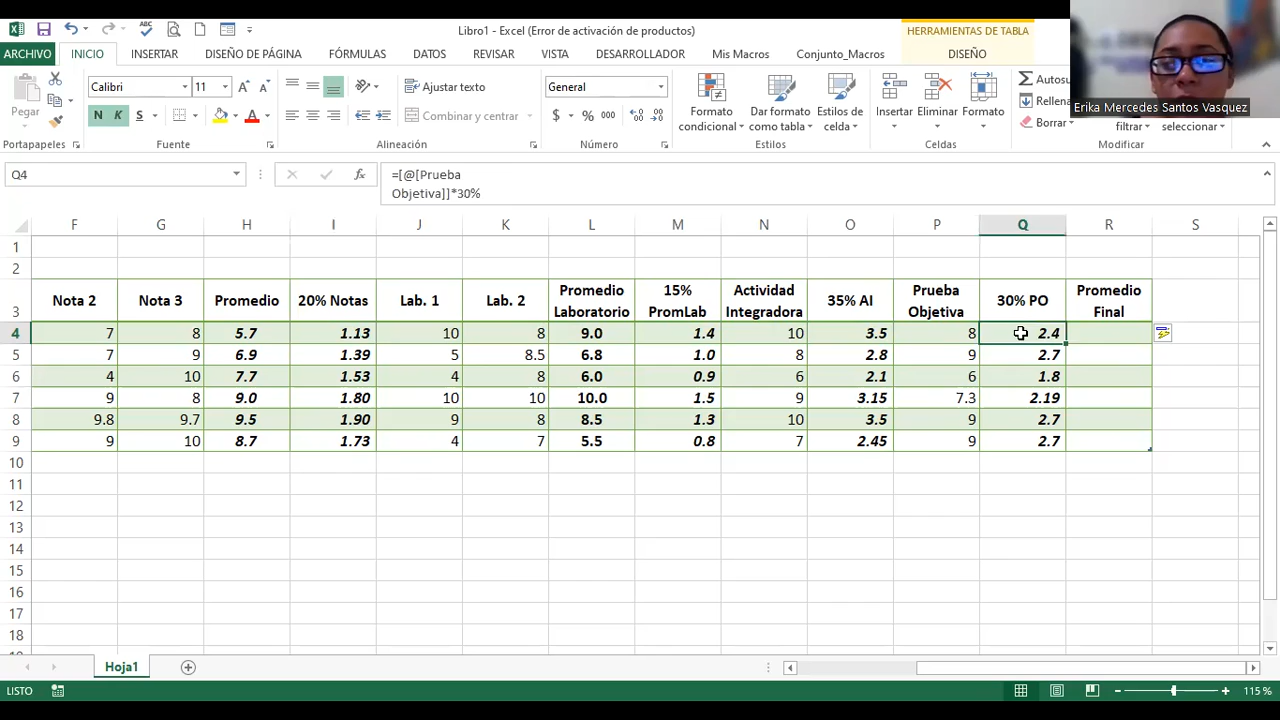 Libro1 - Excel (Error de activación de productos)
HERRAMIENTAS DE TABLA
ARCHIVO INICIO INSERTAR DISEÑO DE PÁGINA FÓRMULAS DATOS REVISAR VISTA DESARROLLADOR Mis Macros Conjunto_Macros DISEÑO
Pegar
Calibri 11
N K S
Ajustar texto
Combinar y centrar
General
$ % 000
Formato condicional
Dar formato como tabla
Estilos de celda
Insertar
Eliminar
Formato
Autosu
Rellena
Borrar
filtrar
seleccionar
Erika Mercedes Santos Vasquez
Portapapeles Fuente Alineación Número Estilos Celdas Modificar
Q4
fx
=[@[Prueba
Objetiva]]*30%
F G H I J K L M N O P Q R S
1
2
3 Nota 2 Nota 3 Promedio 20% Notas Lab. 1 Lab. 2 Promedio Laboratorio 15% PromLab Actividad Integradora 35% AI Prueba Objetiva 30% PO Promedio Final
4 7 8 5.7 1.13 10 8 9.0 1.4 10 3.5 8 2.4
5 7 9 6.9 1.39 5 8.5 6.8 1.0 8 2.8 9 2.7
6 4 10 7.7 1.53 4 8 6.0 0.9 6 2.1 6 1.8
7 9 8 9.0 1.80 10 10 10.0 1.5 9 3.15 7.3 2.19
8 9.8 9.7 9.5 1.90 9 8 8.5 1.3 10 3.5 9 2.7
9 9 10 8.7 1.73 4 7 5.5 0.8 7 2.45 9 2.7
10
11
12
13
14
15
16
17
18
Hoja1
LISTO
115 %